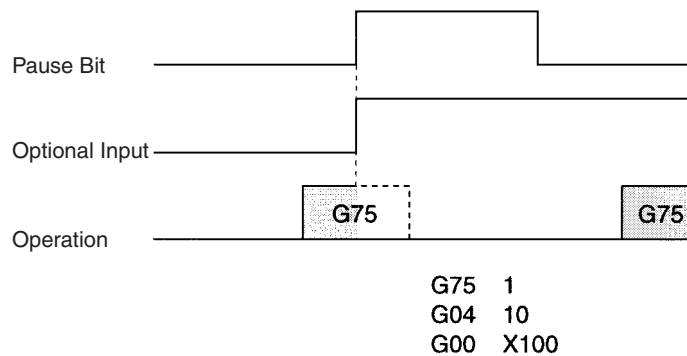 Pause Bit
Optional Input
G75
G75
Operation
G75 1
G04 10
G00 X100